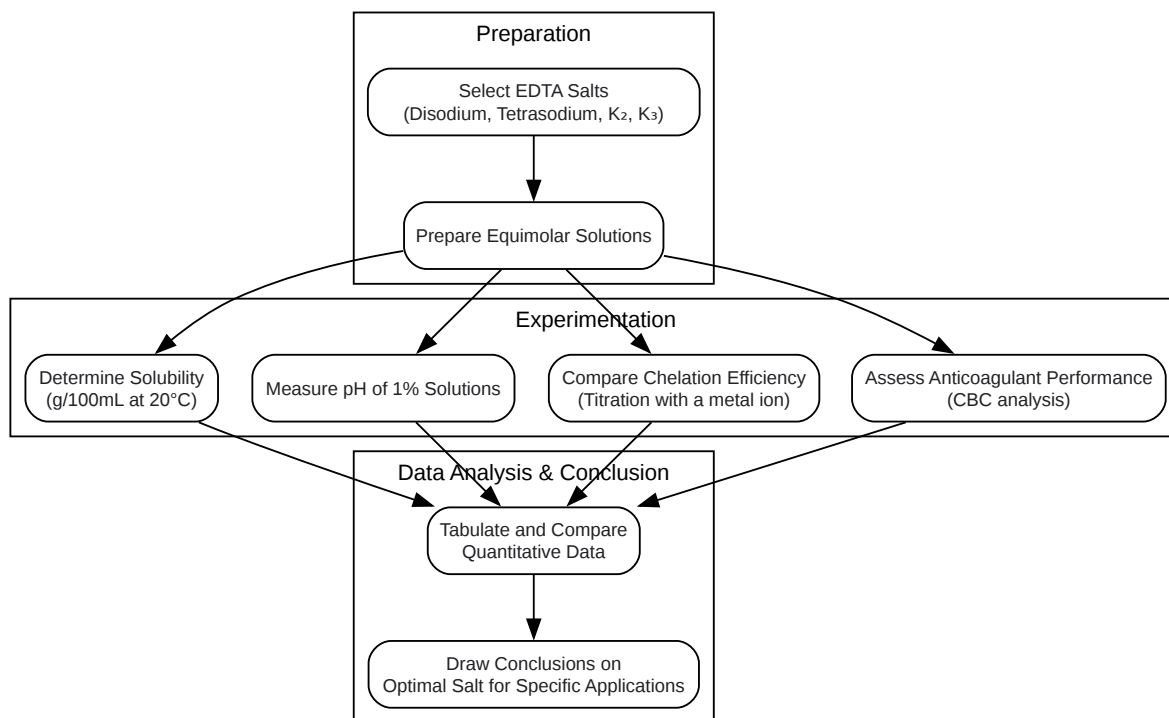 Preparation
Select EDTA Salts
(Disodium, Tetrasodium, K₂, K₃)
Prepare Equimolar Solutions
Experimentation
Determine Solubility
(g/100mL at 20°C)
Measure pH of 1% Solutions
Compare Chelation Efficiency
(Titration with a metal ion)
Assess Anticoagulant Performance
(CBC analysis)
Data Analysis & Conclusion
Tabulate and Compare
Quantitative Data
Draw Conclusions on
Optimal Salt for Specific Applications